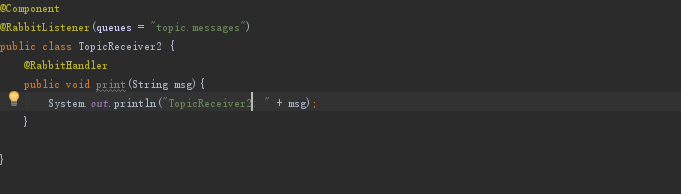 @Component
@RabbitListener(queues = "topic.messages")
public class TopicReceiver2 {
@RabbitHandler
public void print(String msg){
System.out.println("TopicReceiver2: " + msg);
}
}